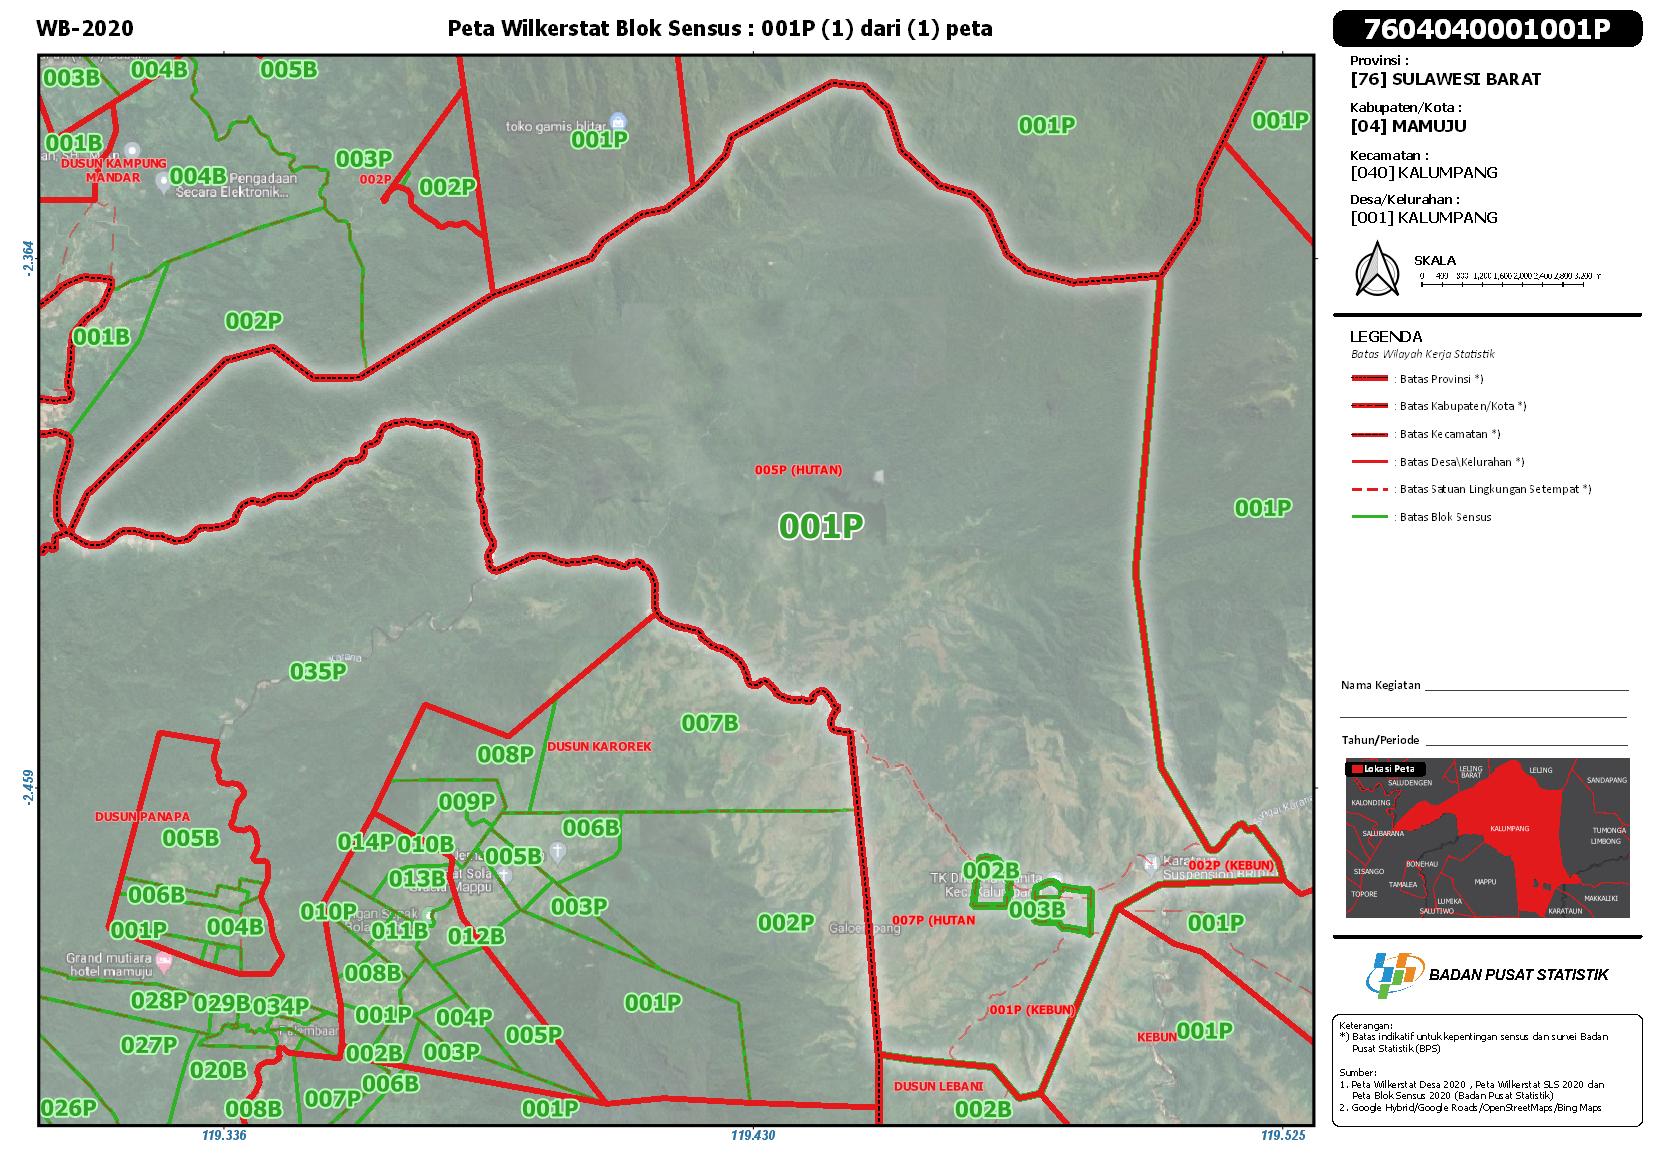 WB-2020
Peta Wilkerstat Blok Sensus : 001P (1) dari (1) peta
7604040001001P
Provinsi :
[76] SULAWESI BARAT
Kabupaten/Kota :
[04] MAMUJU
Kecamatan :
[040] KALUMPANG
Desa/Kelurahan :
[001] KALUMPANG
SKALA
0 400 800 1,200 1,600 2,000 2,400 2,800 3,200 m
LEGENDA
Batas Wilayah Kerja Statistik
: Batas Provinsi *)
: Batas Kabupaten/Kota *)
: Batas Kecamatan *)
: Batas Desa\Kelurahan *)
: Batas Satuan Lingkungan Setempat *)
: Batas Blok Sensus
Nama Kegiatan
Tahun/Periode
Lokasi Peta
SALUDENGEN
LELING
BARAT
LELING
SANDAPANG
KALONDING
SALUBARANA
KALUMPANG
TUMONGA
LIMBONG
SISANGO
BONEHAU
TAMALEA
MAPPU
TOPORE
LUMIKA
SALUTIWO
KARATAUN
MAKKALIKI
BADAN PUSAT STATISTIK
Keterangan:
*) Batas indikatif untuk kepentingan sensus dan survei Badan
Pusat Statistik (BPS)
Sumber:
1. Peta Wilkerstat Desa 2020 , Peta Wilkerstat SLS 2020 dan
Peta Blok Sensus 2020 (Badan Pusat Statistik)
2. Google Hybrid/Google Roads/OpenStreetMaps/Bing Maps
003B
004B
005B
001B
DUSUN KAMPUNG
MANDAR
004B
Pengadaan
Secara Elektronik...
003P
002P
002P
toko gamis blitar
001P
001P
001P
-2.364
001B
002P
005P (HUTAN)
001P
001P
035P
Karama
007B
008P
DUSUN KAROREK
-2.459
009P
DUSUN PANAPA
005B
014P
010B
006B
005B
013B
Mappu
006B
003P
010P
011B
012B
002P
Galoempang
001P
004B
Grand mutiara
hotel mamuju
008B
028P
029B
034P
001P
004P
005P
001P
027P
Palembaan
020B
002B
003P
006B
007P
026P
008B
001P
002B
TK D
Kec. Kalumpang
003B
007P (HUTAN
Suspension BRIDG
002P (KEBUN)
001P
001P (KEBUN)
KEBUN
001P
DUSUN LEBANI
002B
119.336
119.430
119.525